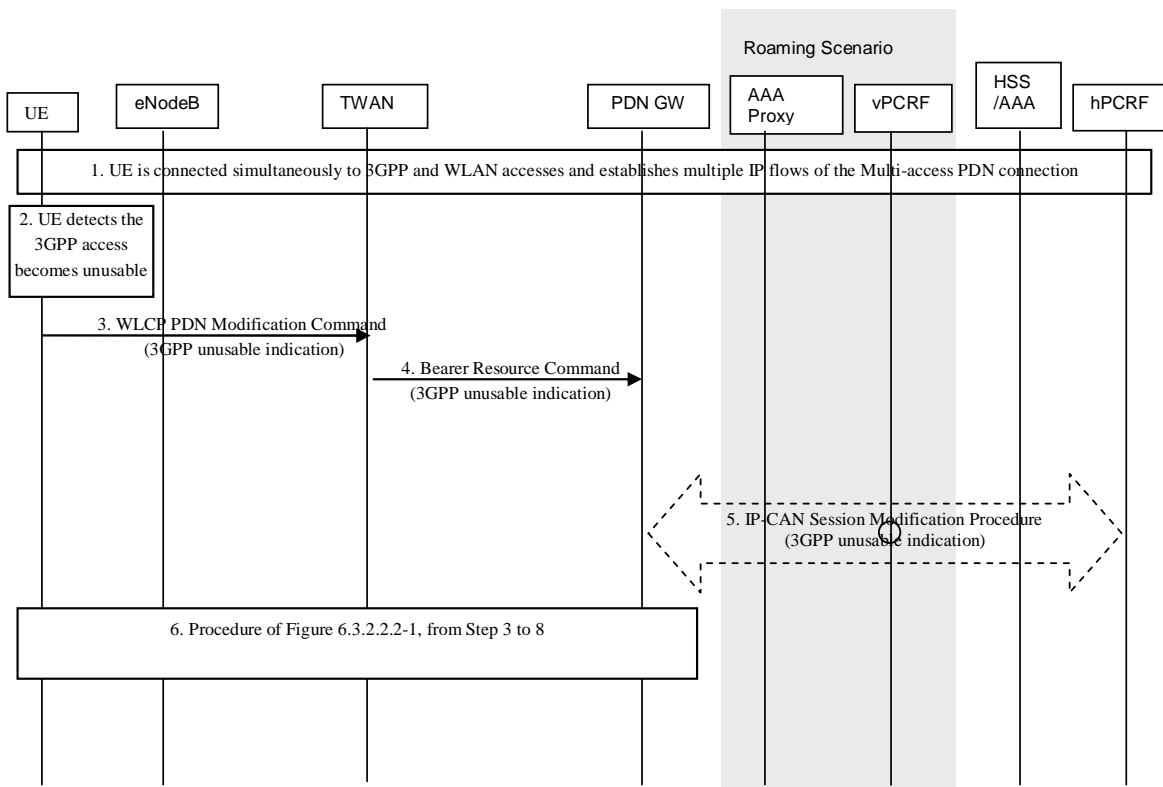 Roaming Scenario
UE
eNodeB
TWAN
PDN GW
AAA
Proxy
vPCRF
HSS
/AAA
hPCRF
1. UE is connected simultaneously to 3GPP and WLAN accesses and establishes multiple IP flows of the Multi-access PDN connection
2. UE detects the
3GPP access
becomes unusable
3. WLCP PDN Modification Command
(3GPP unusable indication)
4. Bearer Resource Command
(3GPP unusable indication)
5. IP-CAN Session Modification Procedure
(3GPP unusable indication)
6. Procedure of Figure 6.3.2.2.2-1, from Step 3 to 8